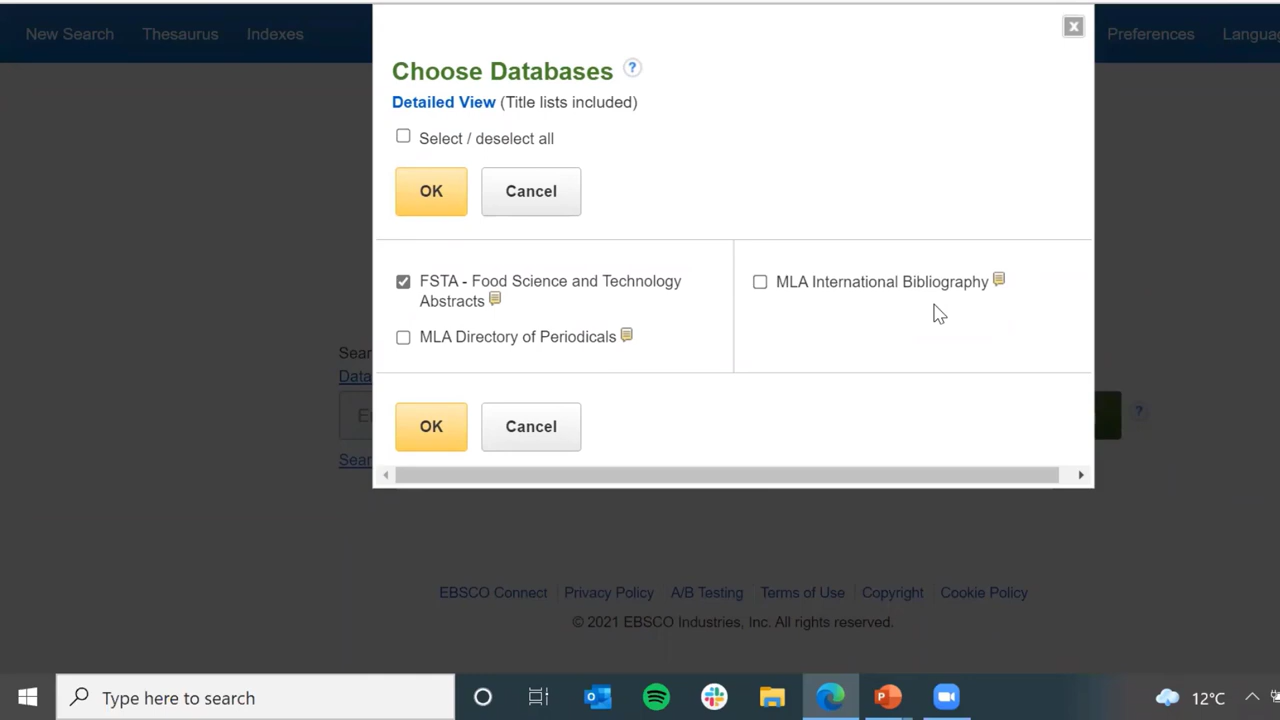 New Search Thesaurus Indexes
Preferences
Choose Databases ?
Detailed View (Title lists included)
Select / deselect all
OK Cancel
FSTA - Food Science and Technology
Abstracts
MLA Directory of Periodicals
MLA International Bibliography
OK Cancel
?
EBSCO Connect Privacy Policy A/B Testing Terms of Use Copyright Cookie Policy
© 2021 EBSCO Industries, Inc. All rights reserved.
Type here to search
12°C